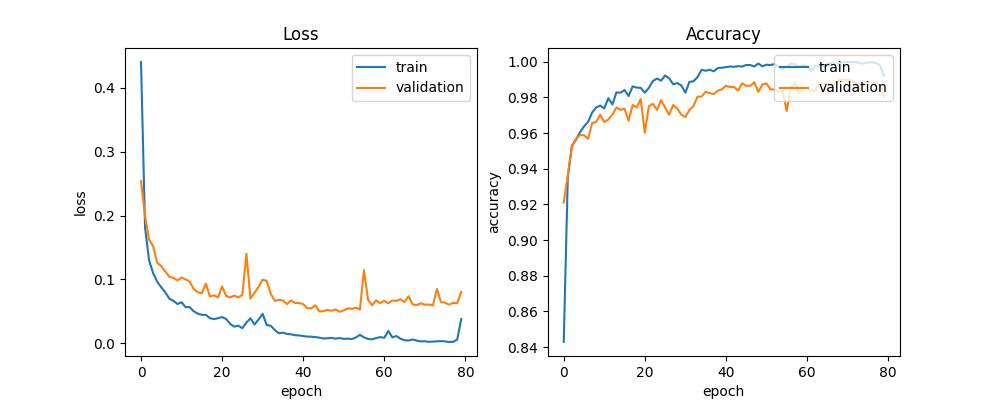 Loss
train
validation
0.4
0.3
0.2
0.1
0.0
loss
0 20 40 60 80
epoch
Accuracy
train
validation
1.00
0.98
0.96
0.94
0.92
0.90
0.88
0.86
0.84
accuracy
0 20 40 60 80
epoch